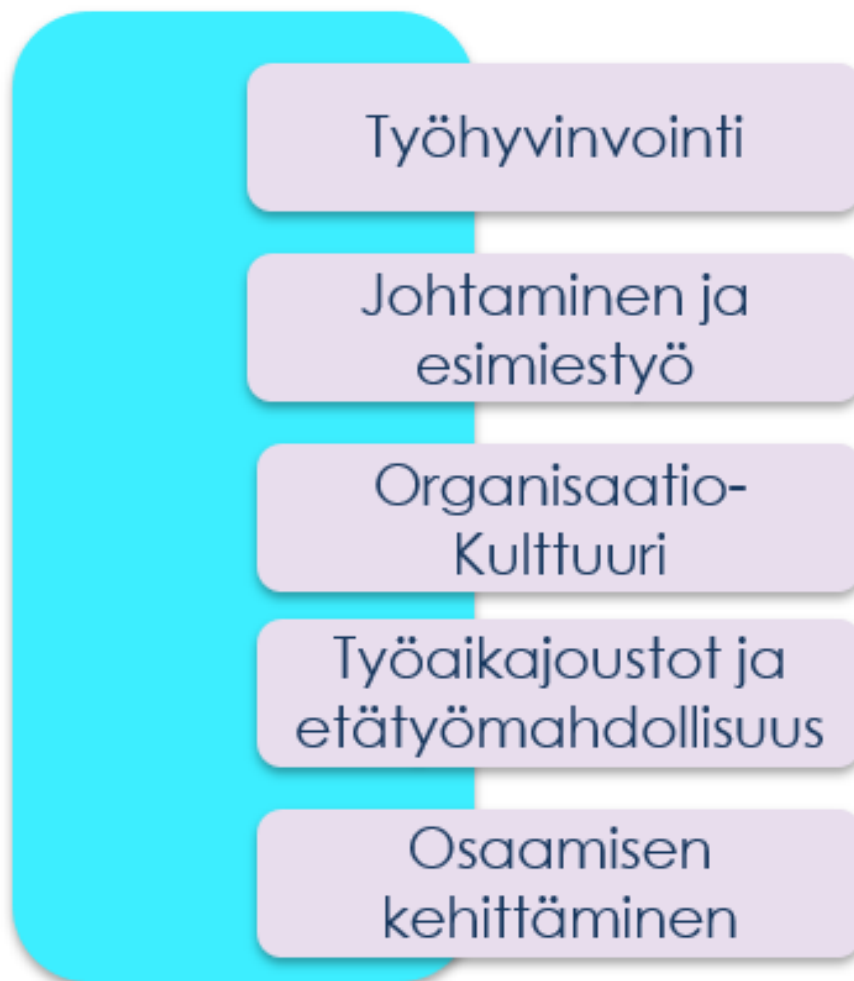 Työhyvinvointi
Johtaminen ja
esimiestyö
Organisaatio-
Kulttuuri
Työaikajoustot ja
etätyömahdollisuus
Osaamisen
kehittäminen